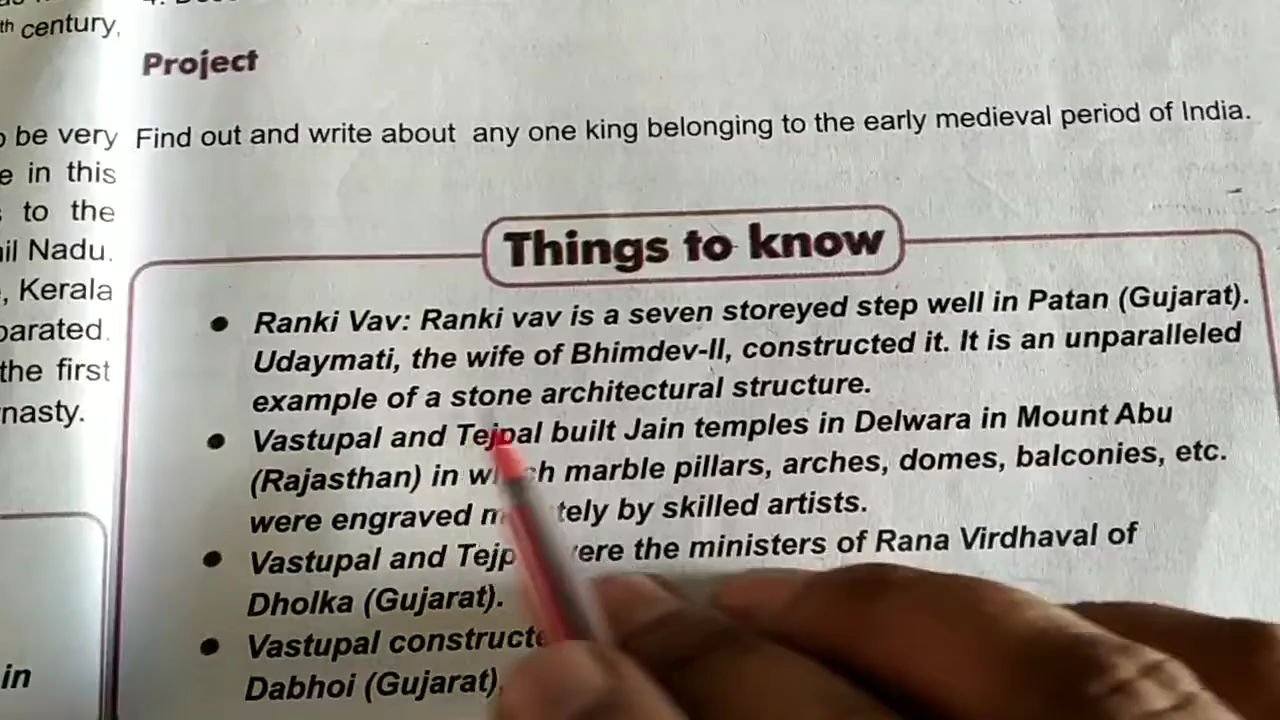 th century,
be very
e in this
to the
il Nadu.
, Kerala
parated.
the first
nasty.
in
Project
Find out and write about any one king belonging to the early medieval period of India.
Things to know
• Ranki Vav: Ranki vav is a seven storeyed step well in Patan (Gujarat).
Udaymati, the wife of Bhimdev-II, constructed it. It is an unparalleled
example of a stone architectural structure.
• Vastupal and Tejpal built Jain temples in Delwara in Mount Abu
(Rajasthan) in which marble pillars, arches, domes, balconies, etc.
were engraved by skilled artists.
• Vastupal and Tejp were the ministers of Rana Virdhaval of
Dholka (Gujarat).
• Vastupal constructe
Dabhoi (Gujarat)